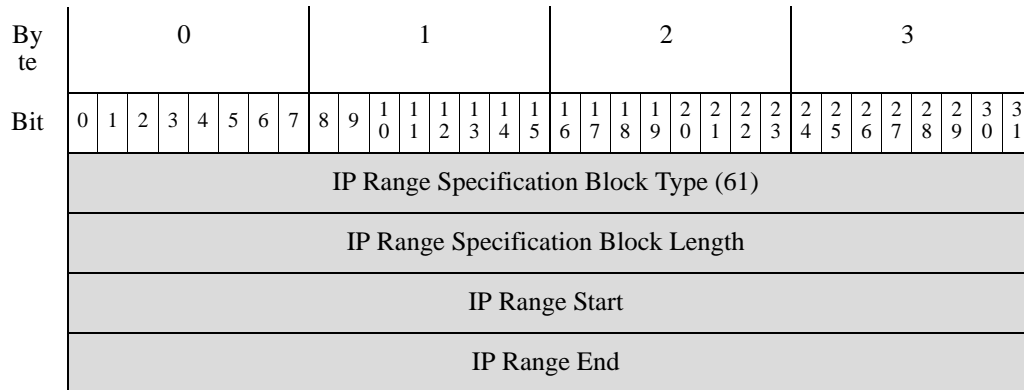 By
te 0 1 2 3
Bit 0 1 2 3 4 5 6 7 8 9 10 11 12 13 14 15 16 17 18 19 20 21 22 23 24 25 26 27 28 29 30 31
IP Range Specification Block Type (61)
IP Range Specification Block Length
IP Range Start
IP Range End